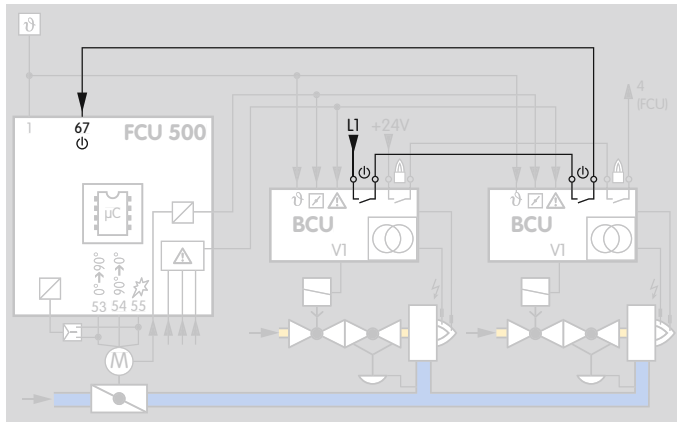 ϑ
4
(FCU)
1
67
FCU 500
L1
+24V
µC
ϑ
BCU
V1
ϑ
BCU
V1
0°➔90°
90°➔0°
53 54 55
M